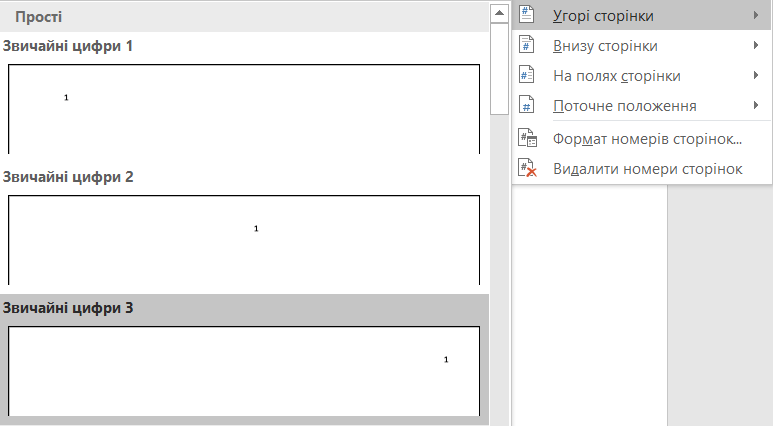 Прості
Звичайні цифри 1
1
Звичайні цифри 2
1
Звичайні цифри 3
1
Угорі сторінки
Внизу сторінки
На полях сторінки
Поточне положення
Формат номерів сторінок...
Видалити номери сторінок